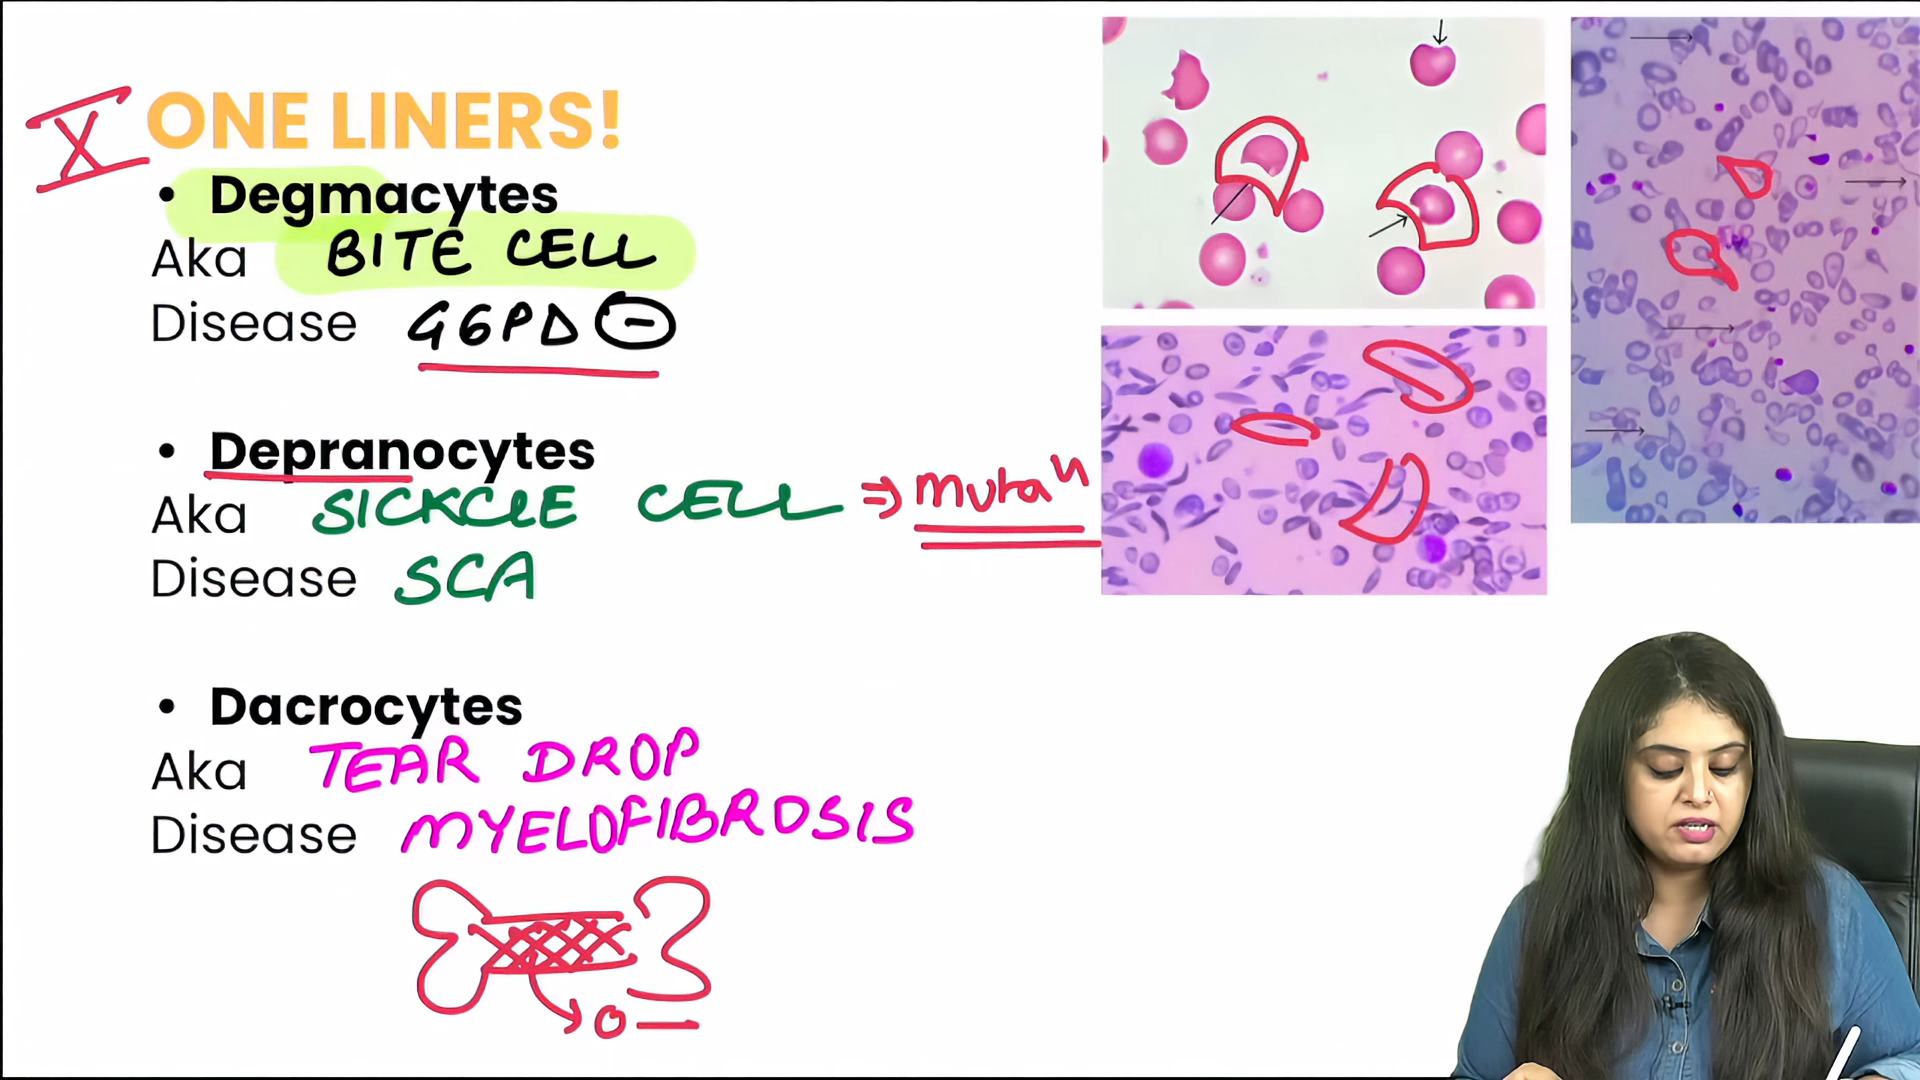 X ONE LINERS!
• Degmacytes
Aka BITE CELL
Disease G6PD -
• Depranocytes
Aka SICKCLE CELL ⇒ mutan
Disease SCA
• Dacrocytes
Aka TEAR DROP
Disease MYELOFIBROSIS